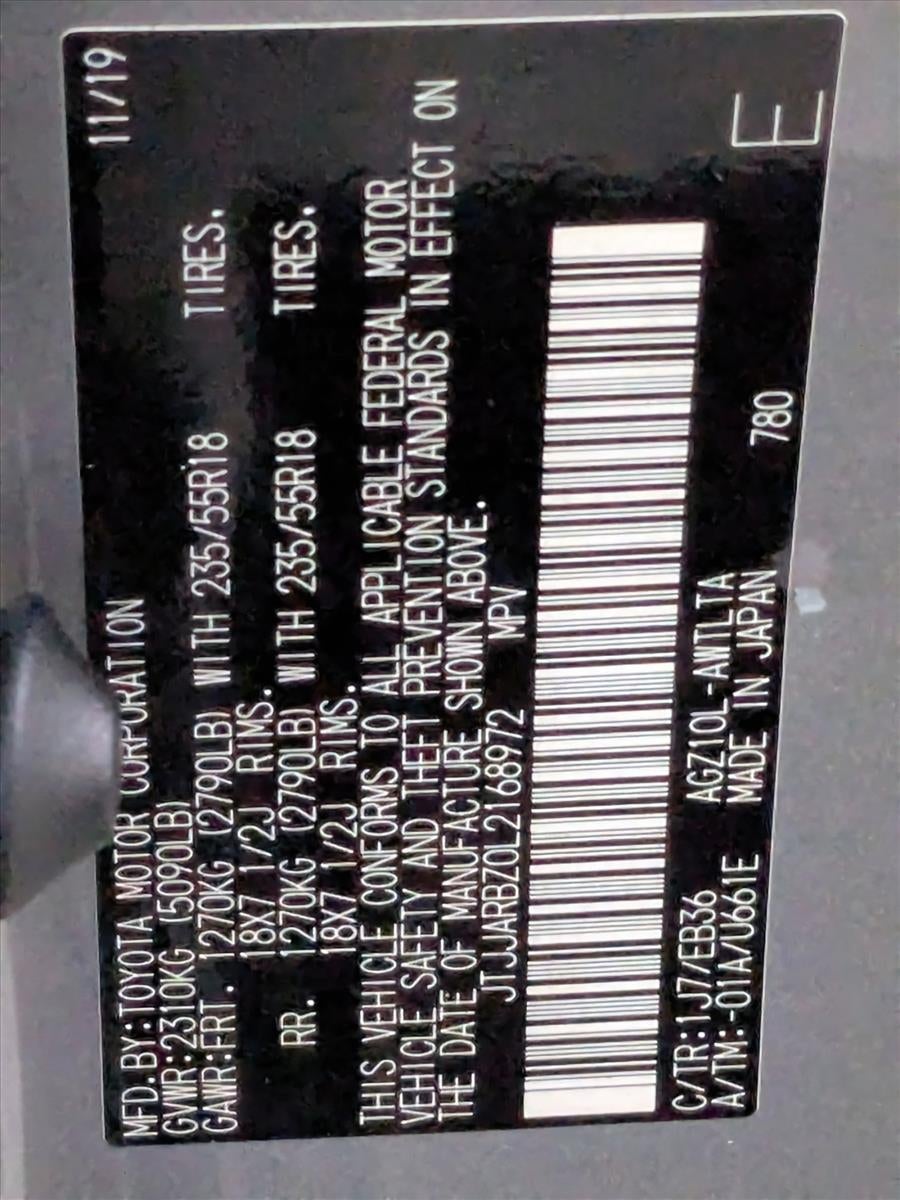 MFD.BY:TOYOTA MOTOR CORPORATION 11/19
GVWR:2310KG (5090LB)
GAWR:FRT. 1270KG (2790LB) WITH 235/55R18 TIRES.
18X7 1/2J RIMS.
RR. 1270KG (2790LB) WITH 235/55R18 TIRES.
18X7 1/2J RIMS.
THIS VEHICLE CONFORMS TO ALL APPLICABLE FEDERAL MOTOR
VEHICLE SAFETY AND THEFT PREVENTION STANDARDS IN EFFECT ON
THE DATE OF MANUFACTURE SHOWN ABOVE.
JTJJARBZ0L2168972 MPV
C/TR:1J7/EB36 AGZ10L-AWTLTA
A/TM:-01A/U661E MADE IN JAPAN 780 E